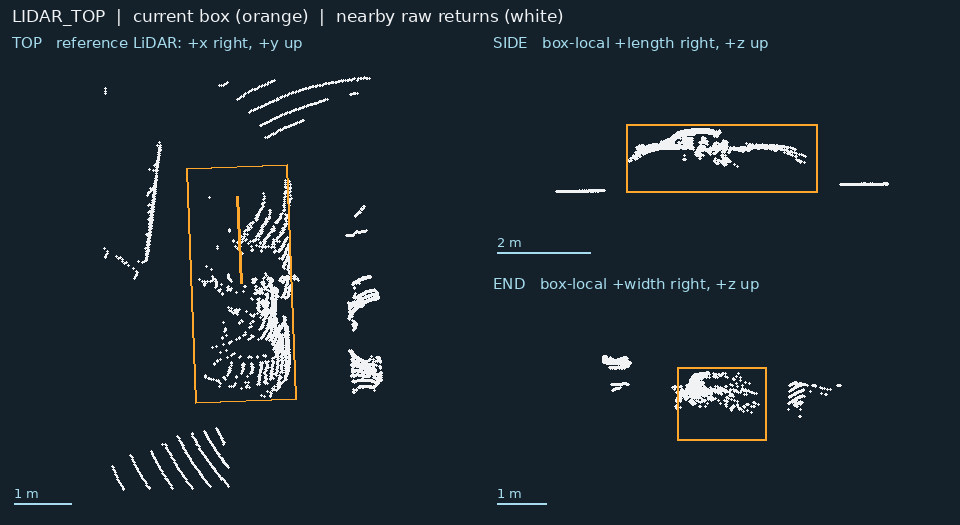 LIDAR_TOP  |  current box (orange)  |  nearby raw returns (white)
TOP   reference LiDAR: +x right, +y up
SIDE   box-local +length right, +z up
2 m
END   box-local +width right, +z up
1 m
1 m